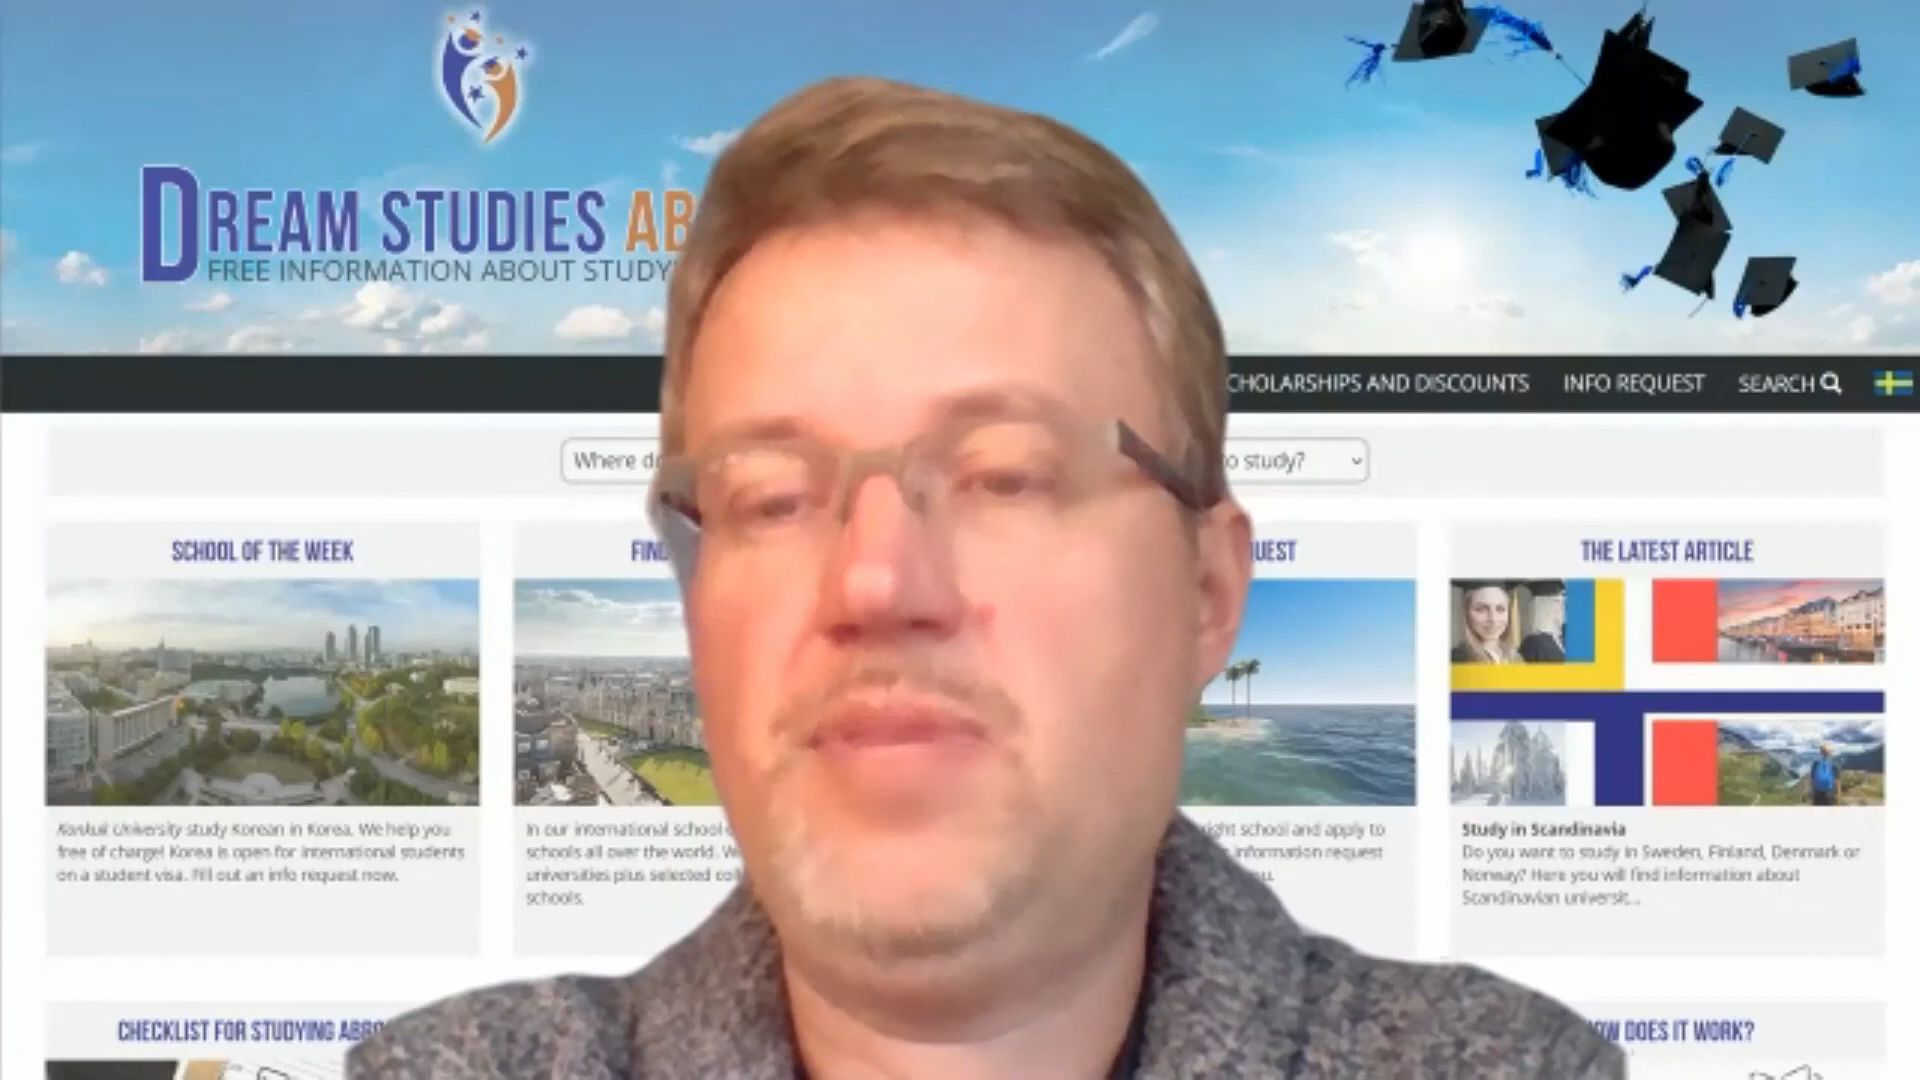 DREAM STUDIES AB
FREE INFORMATION ABOUT STUDY
CHOLARSHIPS AND DISCOUNTS
INFO REQUEST
SEARCH
Where do
to study?
SCHOOL OF THE WEEK
FIND
UEST
THE LATEST ARTICLE
Konkuk University study Korean in Korea. We help you
free of charge! Korea is open for international students
on a student visa. Fill out an info request now.
In our international school
schools all over the world. W
universities plus selected col
schools.
ight school and apply to
information request
ou.
Study in Scandinavia
Do you want to study in Sweden, Finland, Denmark or
Norway? Here you will find information about
Scandinavian universit...
CHECKLIST FOR STUDYING ABRO
OW DOES IT WORK?